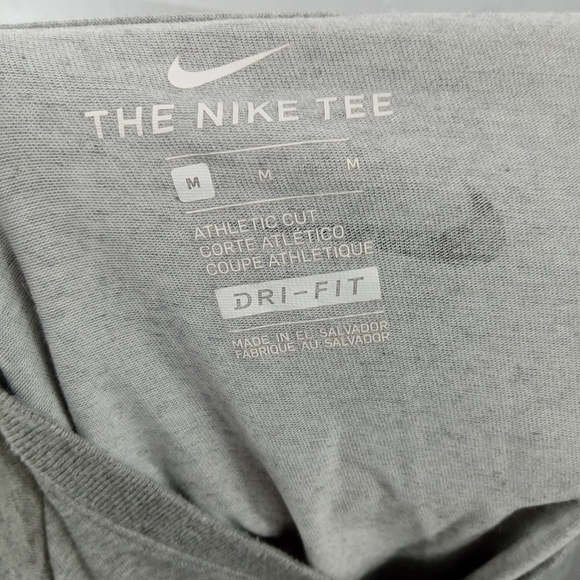 THE NIKE TEE
M M M
ATHLETIC CUT
CORTE ATLÉTICO
COUPE ATHLÉTIQUE
DRI-FIT
MADE IN EL SALVADOR
FABRIQUÉ AU SALVADOR